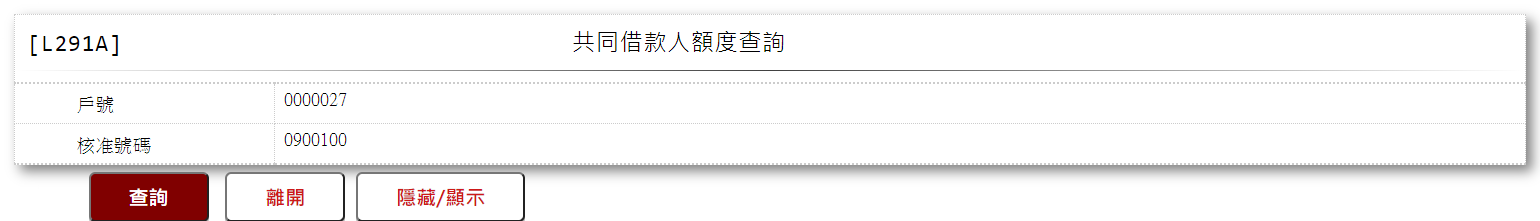 [L291A] 共同借款人額度查詢
戶號 0000027
核准號碼 0900100
查詢 離開 隱藏/顯示